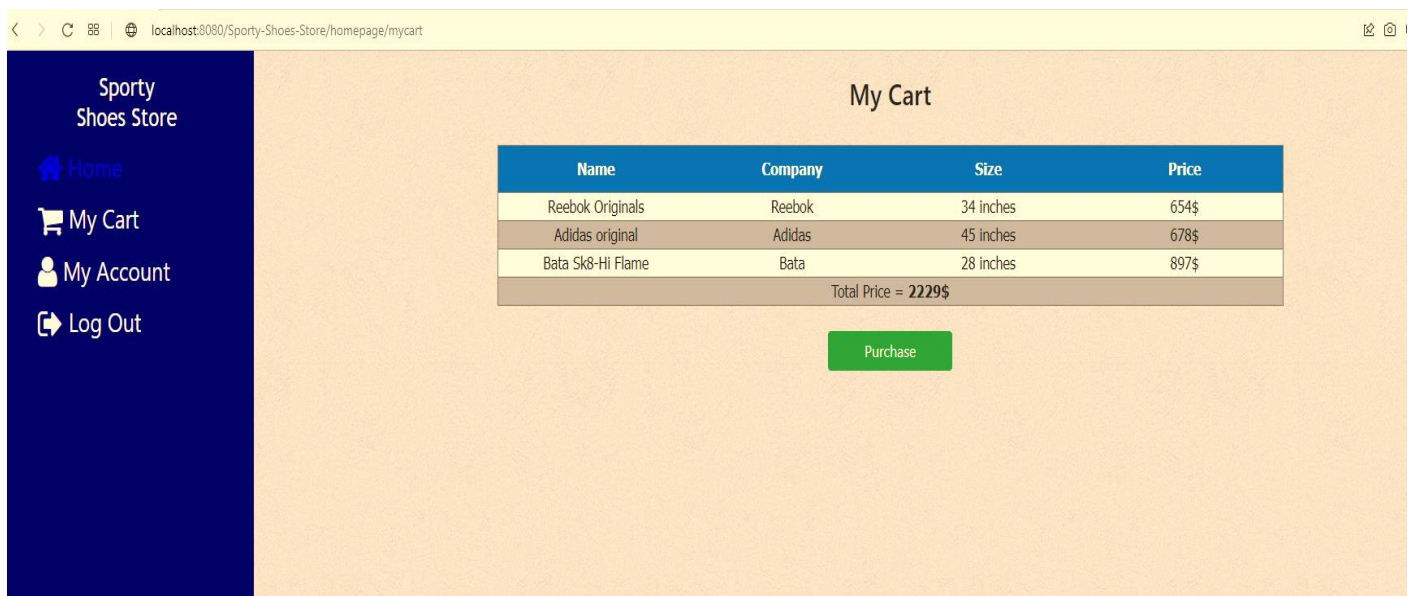 localhost:8080/Sporty-Shoes-Store/homepage/mycart
Sporty
Shoes Store
Home
My Cart
My Account
Log Out
My Cart
Name Company Size Price
Reebok Originals Reebok 34 inches 654$
Adidas original Adidas 45 inches 678$
Bata Sk8-Hi Flame Bata 28 inches 897$
Total Price = 2229$
Purchase